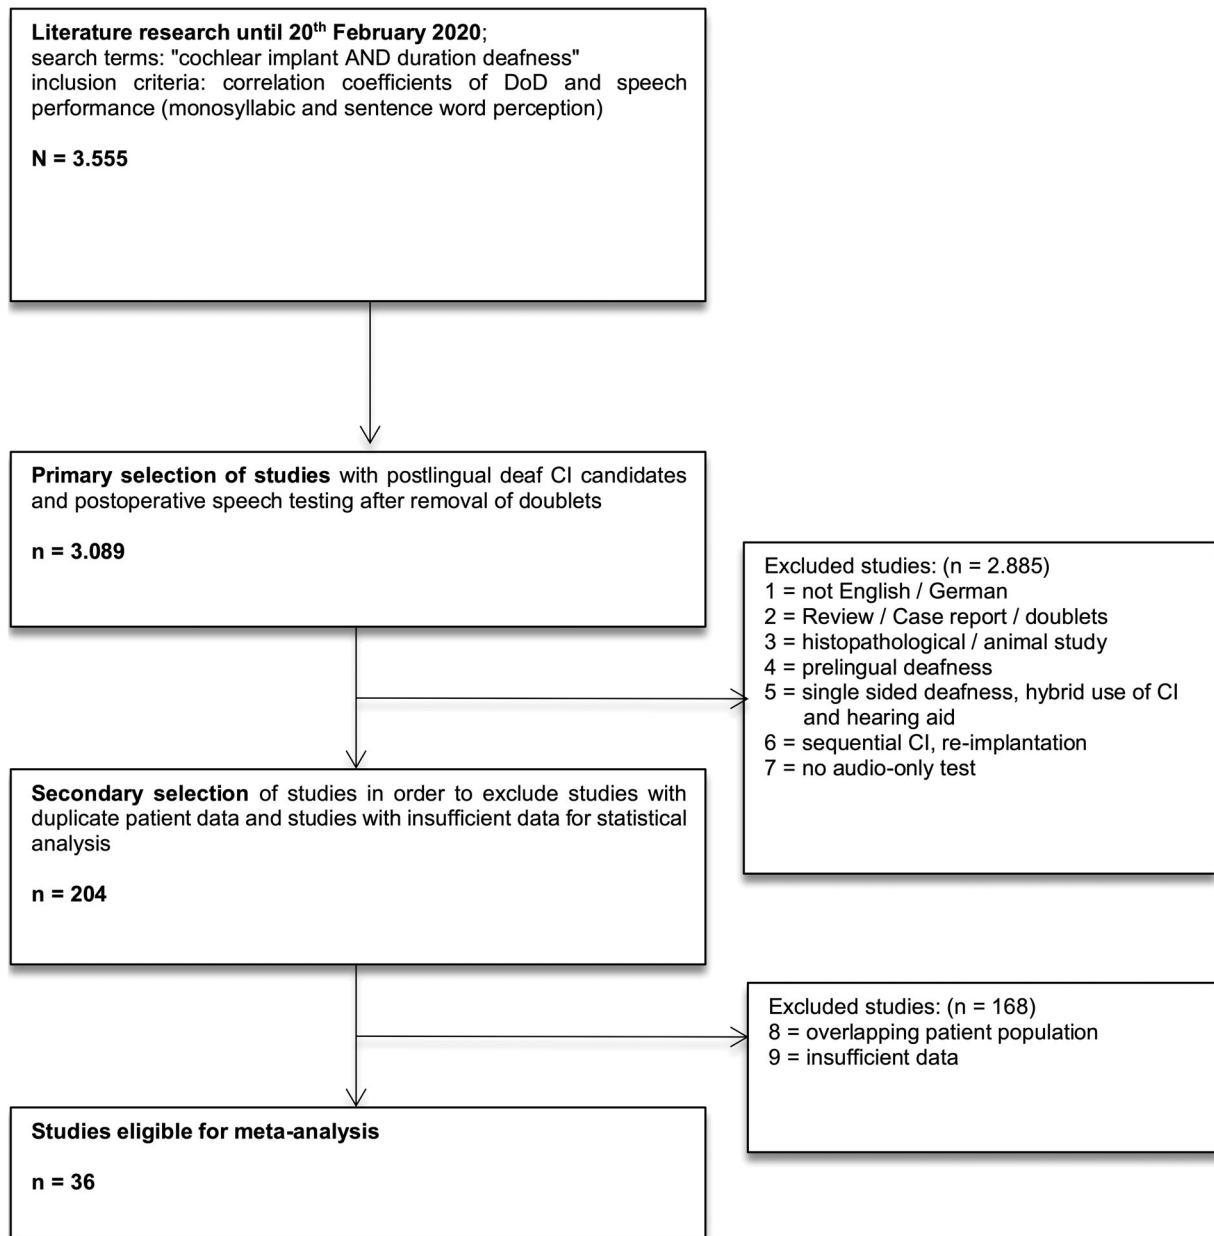 Literature research until 20th February 2020;
search terms: "cochlear implant AND duration deafness"
inclusion criteria: correlation coefficients of DoD and speech
performance (monosyllabic and sentence word perception)
N = 3.555
Primary selection of studies with postlingual deaf CI candidates
and postoperative speech testing after removal of doublets
n = 3.089
Excluded studies: (n = 2.885)
1 = not English / German
2 = Review / Case report / doublets
3 = histopathological / animal study
4 = prelingual deafness
5 = single sided deafness, hybrid use of CI
and hearing aid
6 = sequential CI, re-implantation
7 = no audio-only test
Secondary selection of studies in order to exclude studies with
duplicate patient data and studies with insufficient data for statistical
analysis
n = 204
Excluded studies: (n = 168)
8 = overlapping patient population
9 = insufficient data
Studies eligible for meta-analysis
n = 36